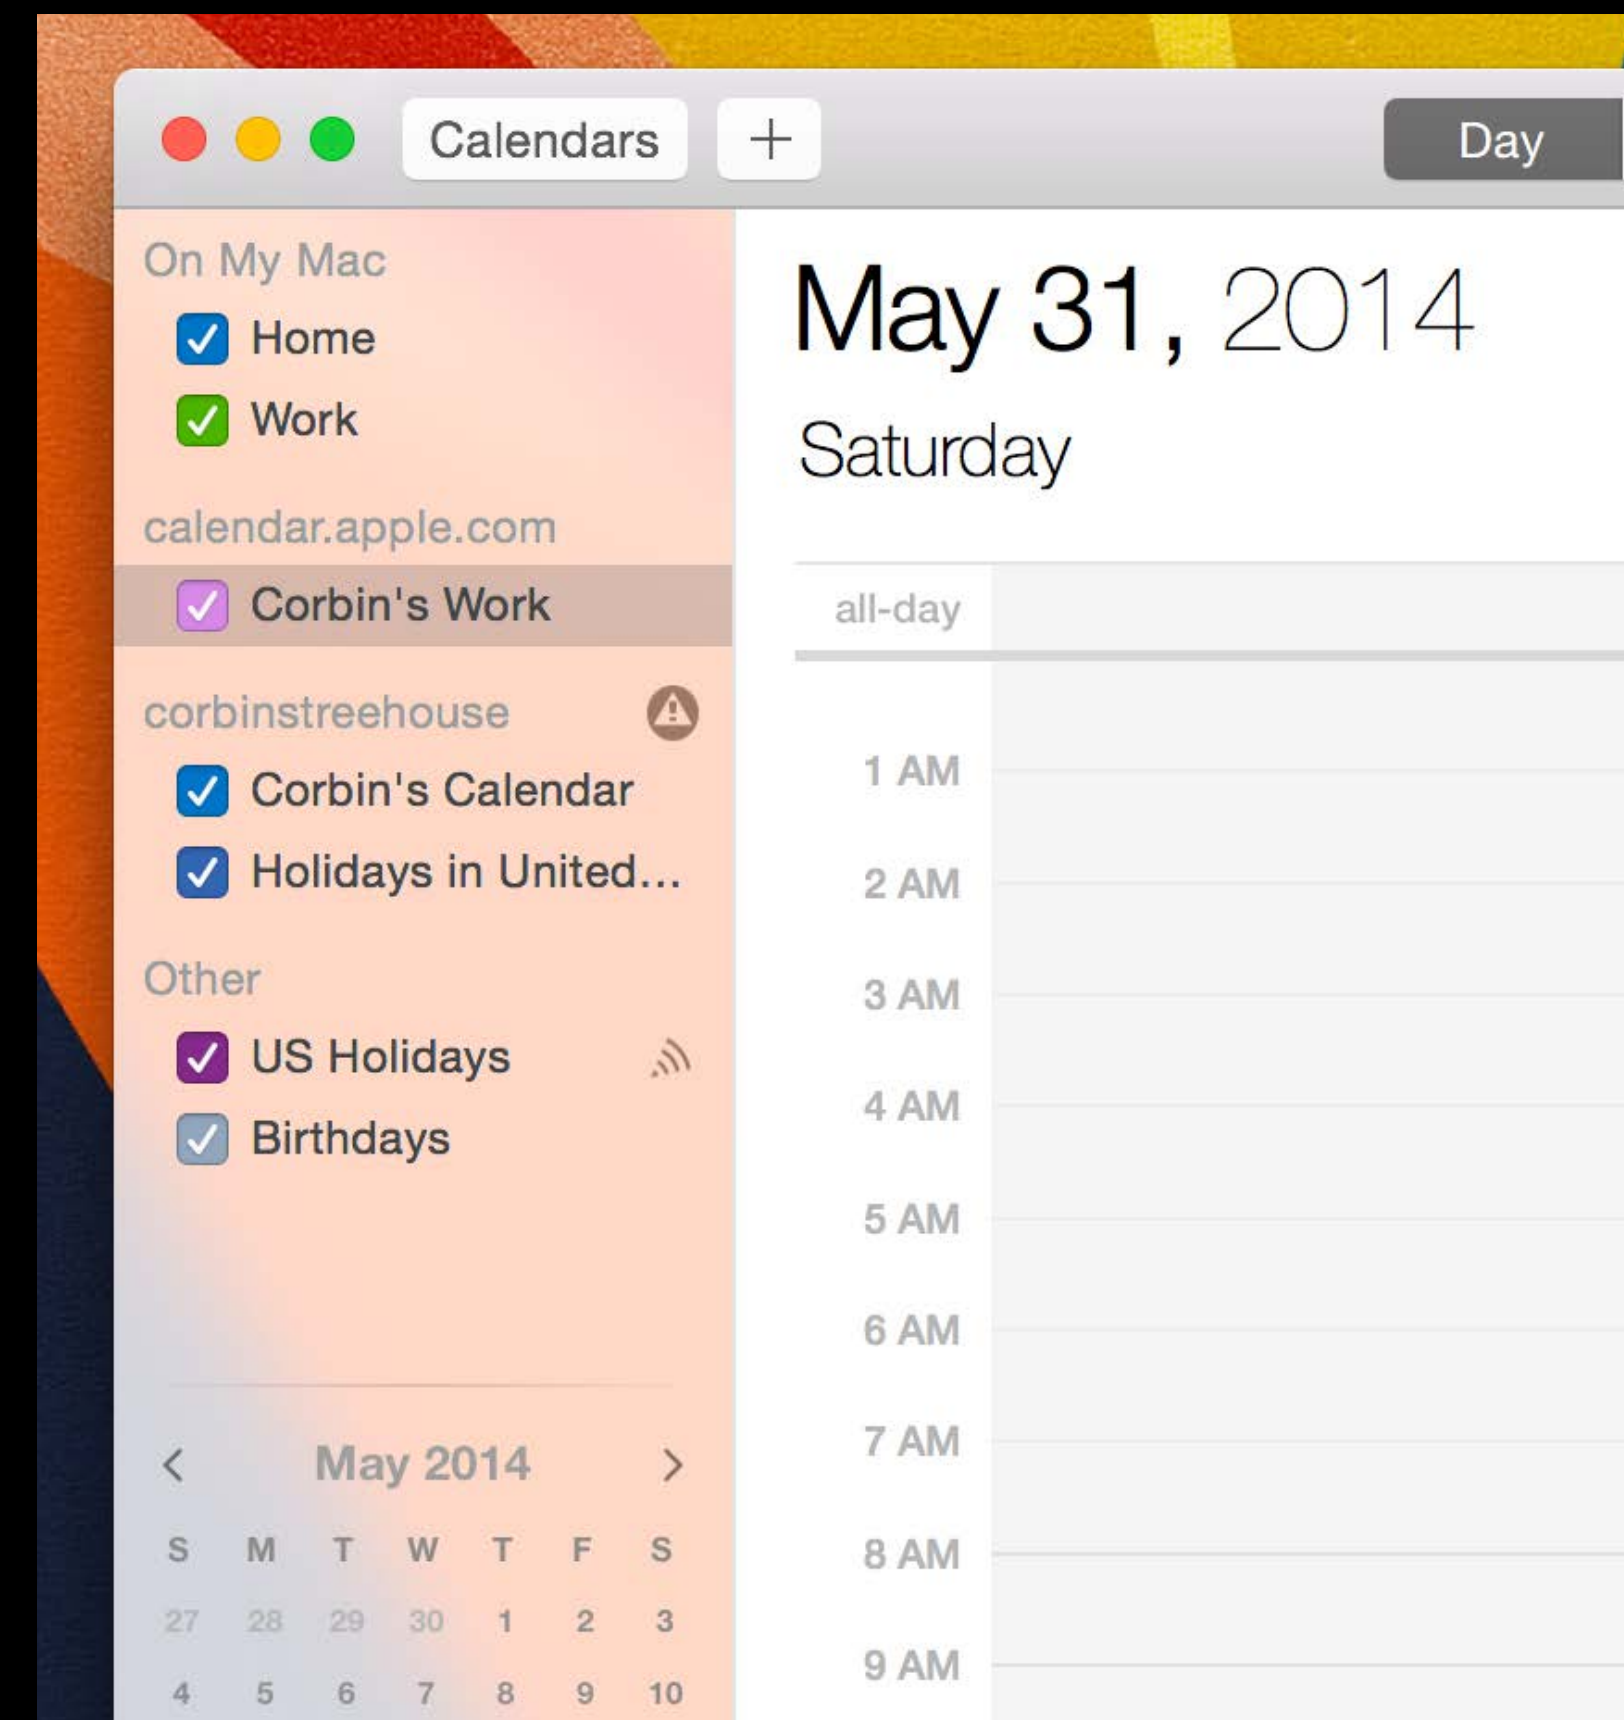 Calendars
+
Day
On My Mac
Home
Work
calendar.apple.com
Corbin's Work
corbinstreehouse
Corbin's Calendar
Holidays in United...
Other
US Holidays
Birthdays
< May 2014 >
S M T W T F S
27 28 29 30 1 2 3
4 5 6 7 8 9 10
May 31, 2014
Saturday
all-day
1 AM
2 AM
3 AM
4 AM
5 AM
6 AM
7 AM
8 AM
9 AM